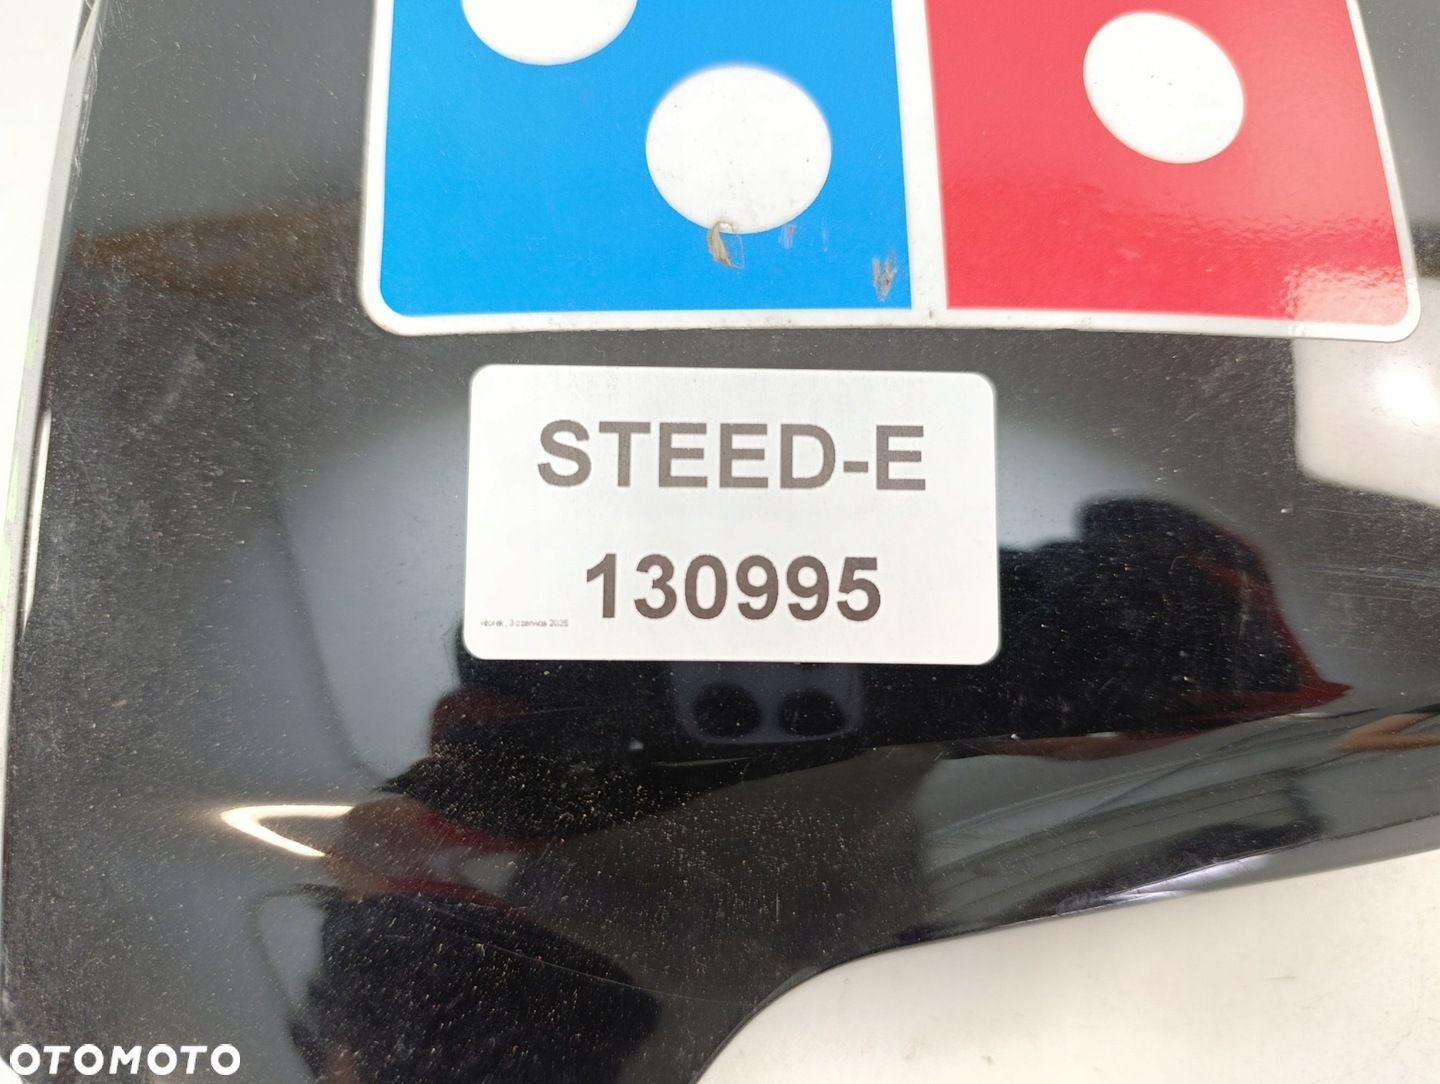 STEED-E
130995
wtorek, 3 czerwca 2025
OTOMOTO